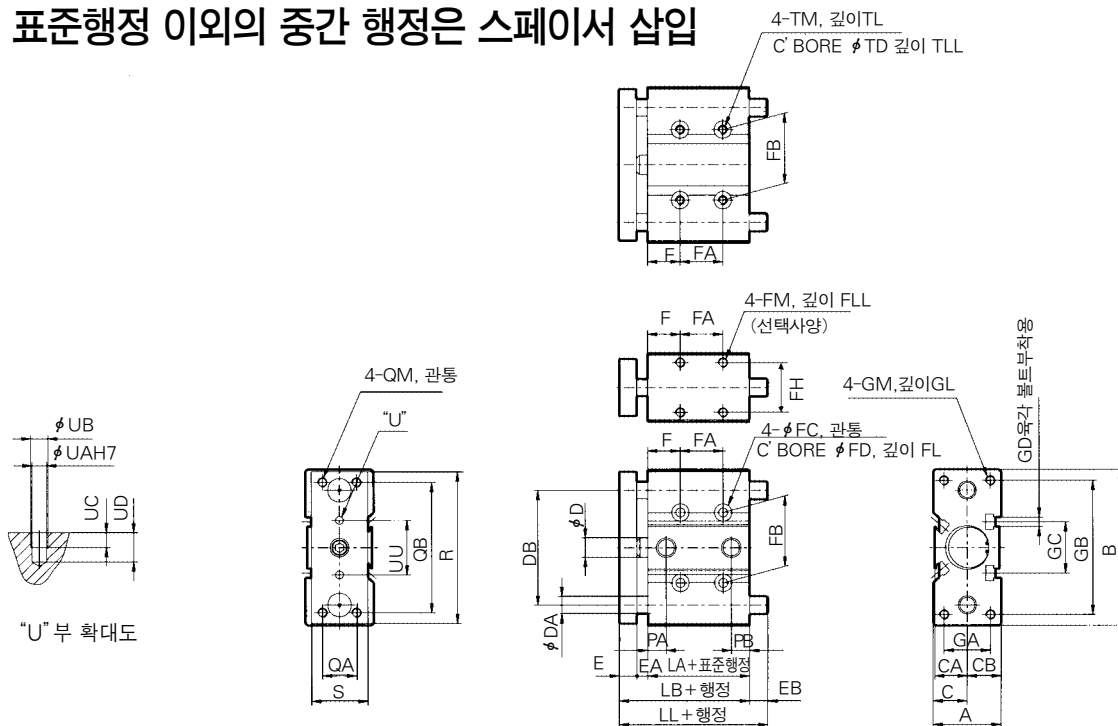 표준행정 이외의 중간 행정은 스페이서 삽입
4-TM, 깊이TL
C' BORE φTD 깊이 TLL
FB
F
FA
4-FM, 깊이 FLL
(선택사양)
F
FA
FH
4-QM, 관통
"U"
φUB
φUAH7
UC
UD
"U"부 확대도
UU
QB
R
QA
S
4-φFC, 관통
C' BORE φFD, 깊이 FL
F
FA
φD
DB
FB
φDA
PA
PB
E
EA
LA+표준행정
LB+행정
EB
LL+행정
4-GM,깊이GL
GD육각 볼트부착용
GC
GB
B
GA
CA
CB
C
A